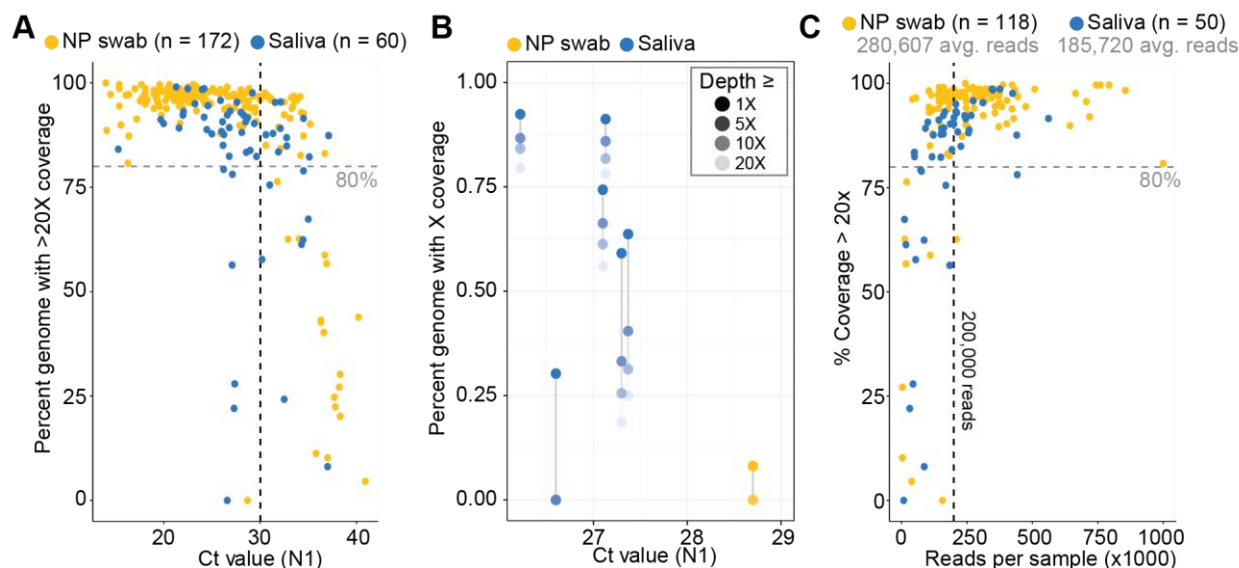 A
NP swab (n = 172)
Saliva (n = 60)
Percent genome with >20X coverage
100
75
50
25
0
80%
20
30
40
Ct value (N1)
B
NP swab
Saliva
Percent genome with X coverage
1.00
0.75
0.50
0.25
0.00
Depth ≥
1X
5X
10X
20X
27
28
29
Ct value (N1)
C
NP swab (n = 118)
Saliva (n = 50)
280,607 avg. reads
185,720 avg. reads
% Coverage > 20x
100
75
50
25
0
80%
200,000 reads
0
250
500
750
1000
Reads per sample (x1000)